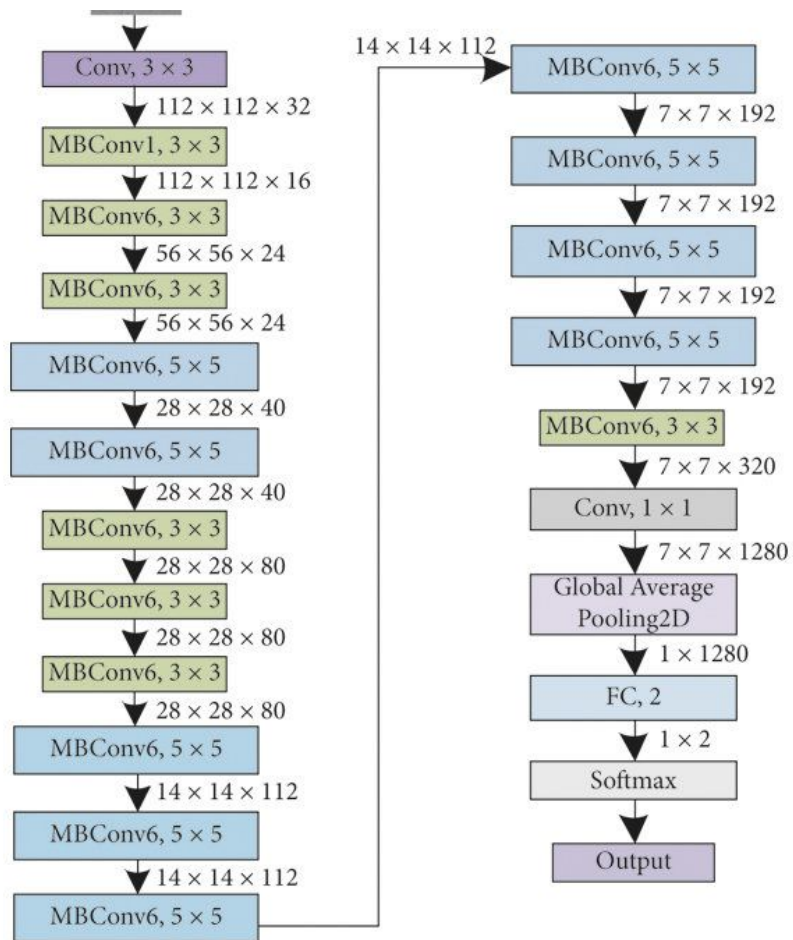 Conv, 3 × 3
112 × 112 × 32
MBConv1, 3 × 3
112 × 112 × 16
MBConv6, 3 × 3
56 × 56 × 24
MBConv6, 3 × 3
56 × 56 × 24
MBConv6, 5 × 5
28 × 28 × 40
MBConv6, 5 × 5
28 × 28 × 40
MBConv6, 3 × 3
28 × 28 × 80
MBConv6, 3 × 3
28 × 28 × 80
MBConv6, 3 × 3
28 × 28 × 80
MBConv6, 5 × 5
14 × 14 × 112
MBConv6, 5 × 5
14 × 14 × 112
MBConv6, 5 × 5
14 × 14 × 112
MBConv6, 5 × 5
7 × 7 × 192
MBConv6, 5 × 5
7 × 7 × 192
MBConv6, 5 × 5
7 × 7 × 192
MBConv6, 5 × 5
7 × 7 × 192
MBConv6, 3 × 3
7 × 7 × 320
Conv, 1 × 1
7 × 7 × 1280
Global Average
Pooling2D
1 × 1280
FC, 2
1 × 2
Softmax
Output